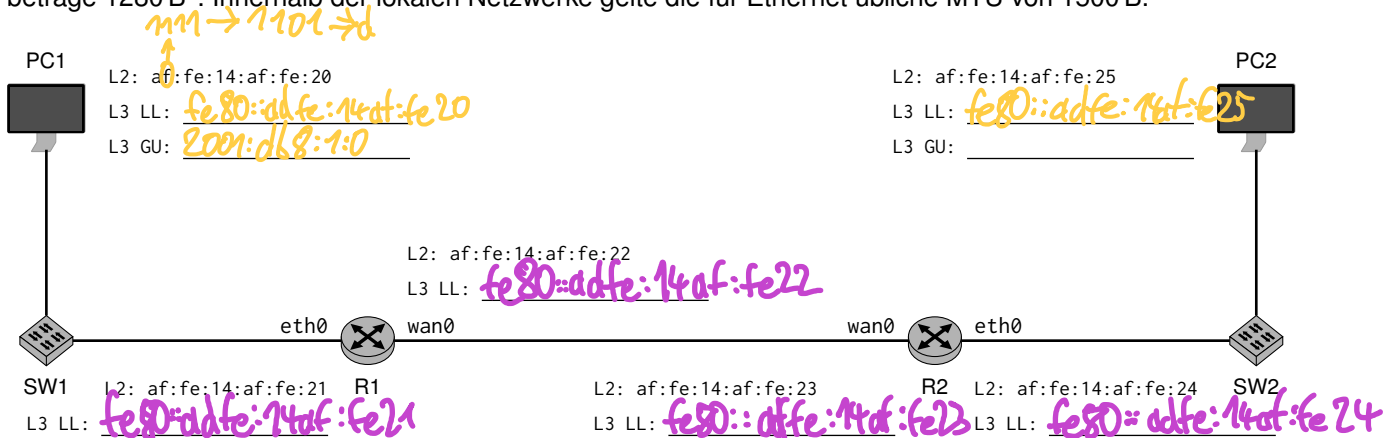 betrage 1280 B . Innerhalb der lokalen Netzwerke gelte die für Ethernet übliche MTU von 1500 B.
1111 → 1101 → d
PC1
L2: af:fe:14:af:fe:20
L3 LL: fe80::adfe:14af:fe20
L3 GU: 2001:db8:1:0
PC2
L2: af:fe:14:af:fe:25
L3 LL: fe80::adfe:14af:fe25
L3 GU:
L2: af:fe:14:af:fe:22
L3 LL: fe80::adfe:14af:fe22
eth0 wan0 wan0 eth0
SW1 L2: af:fe:14:af:fe:21 R1 L2: af:fe:14:af:fe:23 R2 L2: af:fe:14:af:fe:24 SW2
L3 LL: fe80::adfe:14af:fe21 L3 LL: fe80::affe:14af:fe23 L3 LL: fe80::adfe:14af:fe24